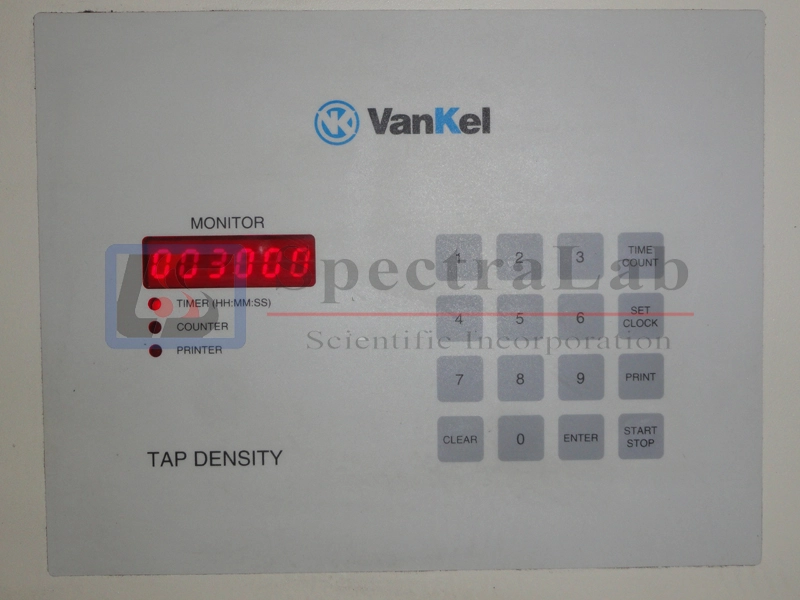 VanKel
MONITOR
003000
TIMER (HH:MM:SS)
COUNTER
PRINTER
TAP DENSITY
1 2 3 TIME COUNT
4 5 6 SET CLOCK
7 8 9 PRINT
CLEAR 0 ENTER START STOP
SpectraLab
Scientific Incorporation